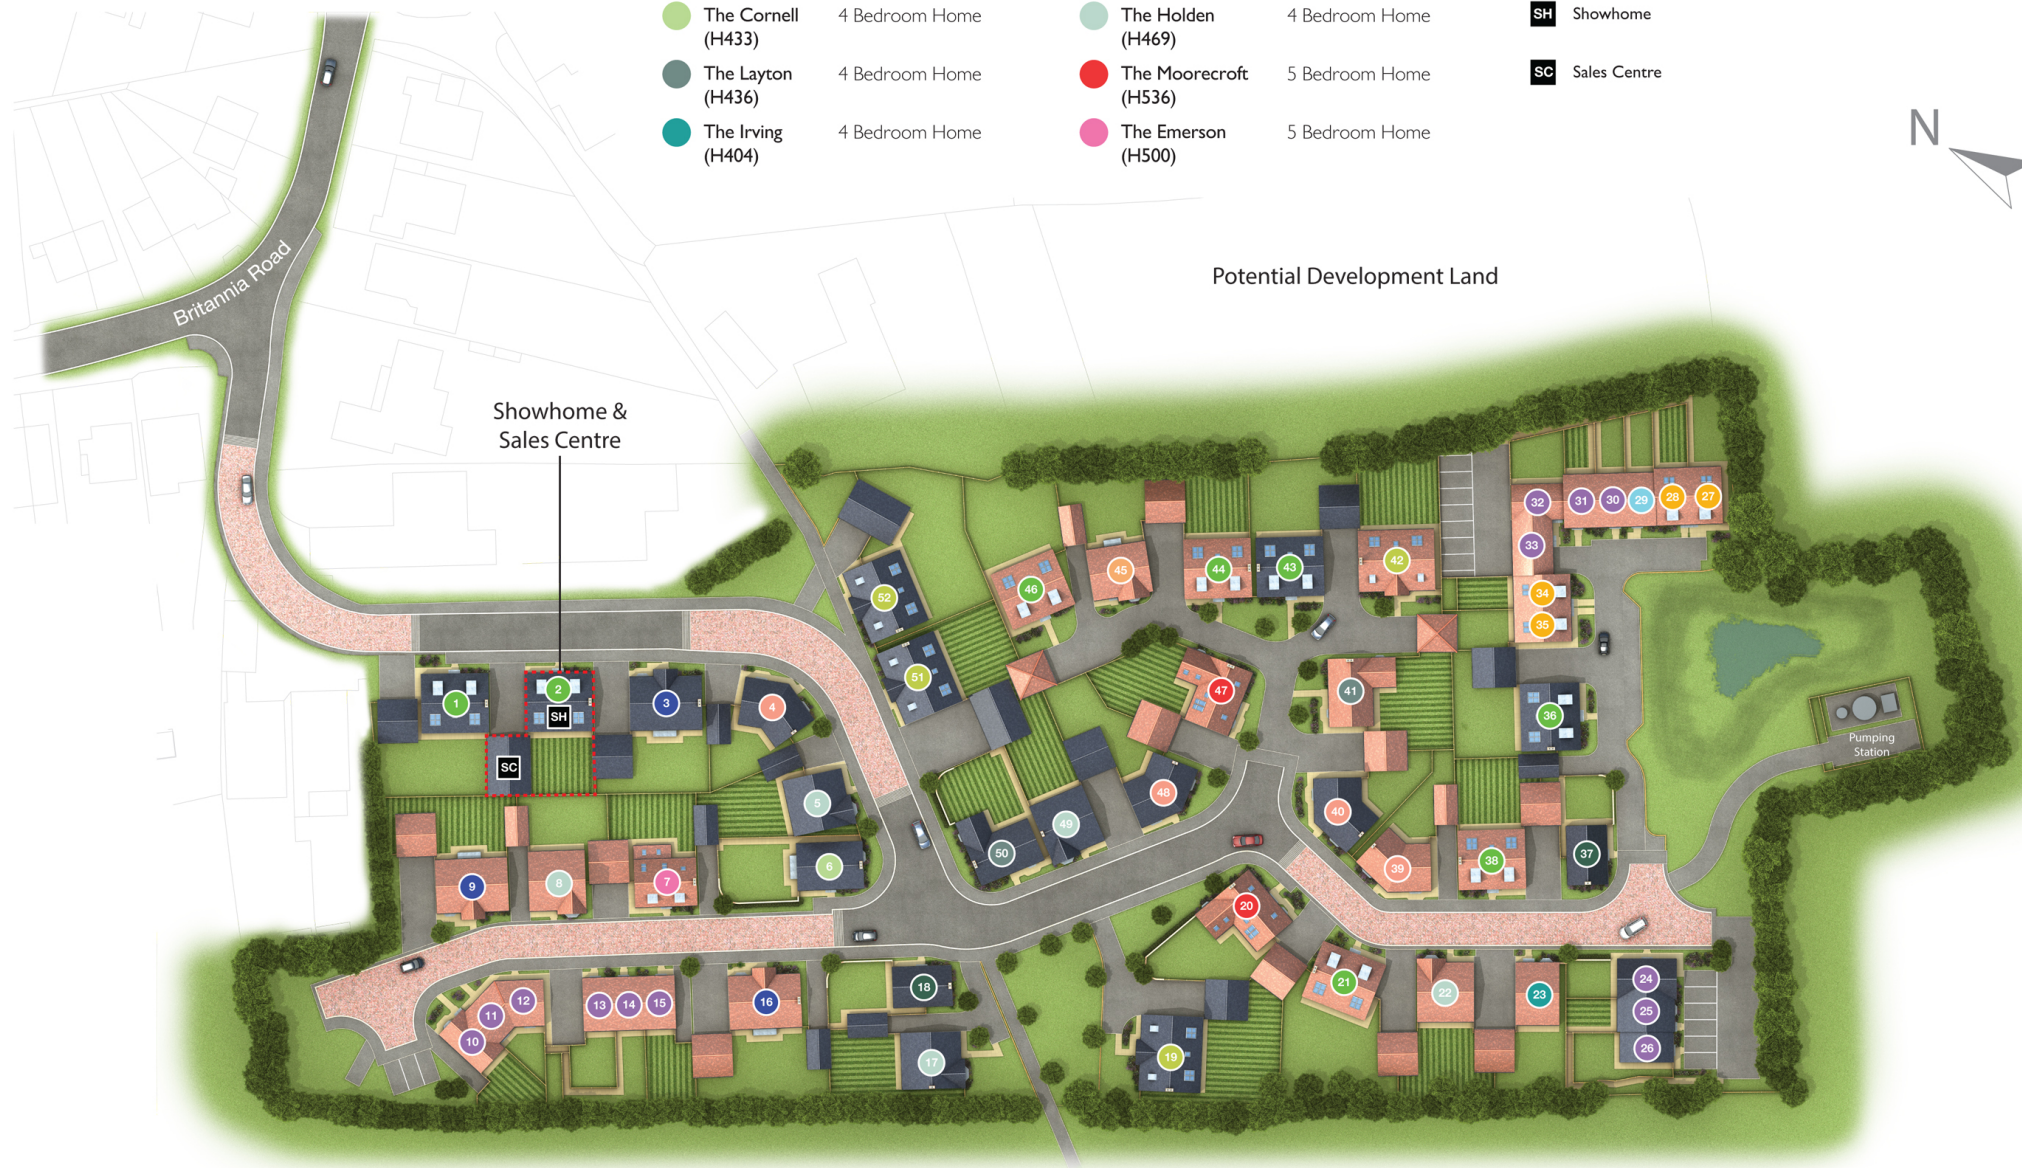 The Cornell 4 Bedroom Home
(H433)
The Layton 4 Bedroom Home
(H436)
The Irving 4 Bedroom Home
(H404)
The Holden 4 Bedroom Home
(H469)
The Moorecroft 5 Bedroom Home
(H536)
The Emerson 5 Bedroom Home
(H500)
SH Showhome
SC Sales Centre
N
Britannia Road
Potential Development Land
Showhome &
Sales Centre
32 31 30 29 28 27
33
34
35
52 46 45 44 43 42
51 47 41 36
1 2 3 4
SH
SC
Pumping
Station
5 49 48 40
6 50 39 38 37
9 8 7
20
12 13 14 15 16 18 21 22 23 24
11 25
10 17 19 26